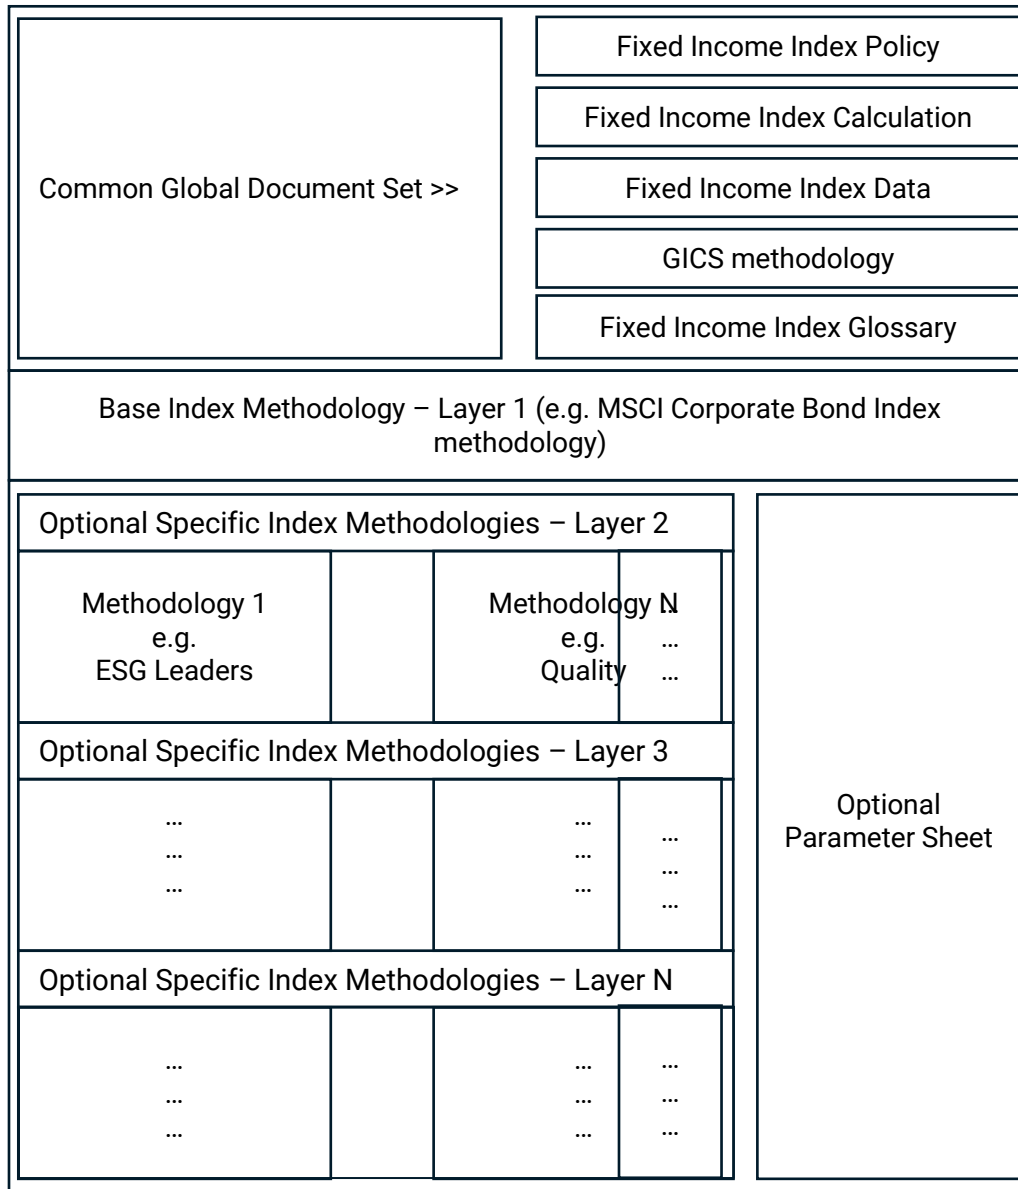 Common Global Document Set >>
Fixed Income Index Policy
Fixed Income Index Calculation
Fixed Income Index Data
GICS methodology
Fixed Income Index Glossary
Base Index Methodology – Layer 1 (e.g. MSCI Corporate Bond Index
methodology)
Optional Specific Index Methodologies – Layer 2
Methodology 1
e.g.
ESG Leaders
Methodology N
e.g.
Quality
…
…
…
Optional Specific Index Methodologies – Layer 3
…
…
…
…
…
…
…
…
…
Optional Specific Index Methodologies – Layer N
…
…
…
…
…
…
…
…
…
Optional
Parameter Sheet